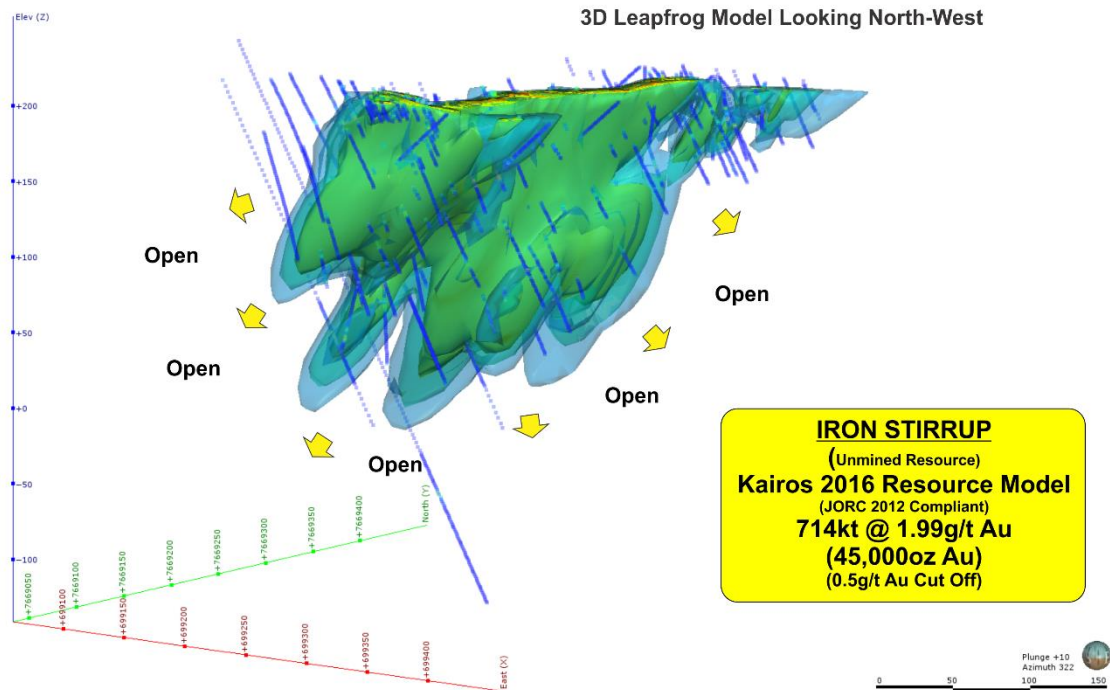 3D Leapfrog Model Looking North-West
Elev (Z)
+200
+150
+100
+50
+0
-50
-100
Open
Open
Open
Open
Open
IRON STIRRUP
(Unmined Resource)
Kairos 2016 Resource Model
(JORC 2012 Compliant)
714kt @ 1.99g/t Au
(45,000oz Au)
(0.5g/t Au Cut Off)
North (Y)
+7669050
+7669100
+7669150
+7669200
+7669250
+7669300
+7669350
+7669400
+699100
+699150
+699200
+699250
+699300
+699350
+699400
East (X)
Plunge +10
Azimuth 322
0 50 100 150